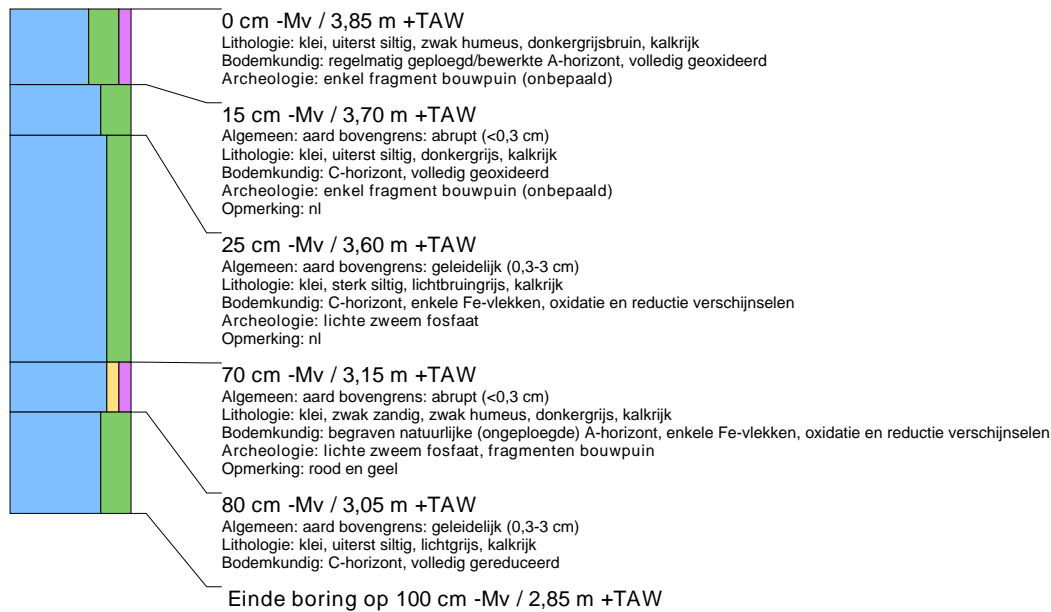 0 cm -Mv / 3,85 m +TAW
Lithologie: klei, uiterst siltig, zwak humeus, donkergrijsbruin, kalkrijk
Bodemkundig: regelmatig geploegd/bewerkte A-horizont, volledig geoxideerd
Archeologie: enkel fragment bouwpuin (onbepaald)
15 cm -Mv / 3,70 m +TAW
Algemeen: aard bovengrens: abrupt (<0,3 cm)
Lithologie: klei, uiterst siltig, donkergrijs, kalkrijk
Bodemkundig: C-horizont, volledig geoxideerd
Archeologie: enkel fragment bouwpuin (onbepaald)
Opmerking: nl
25 cm -Mv / 3,60 m +TAW
Algemeen: aard bovengrens: geleidelijk (0,3-3 cm)
Lithologie: klei, sterk siltig, lichtbruingrijs, kalkrijk
Bodemkundig: C-horizont, enkele Fe-vlekken, oxidatie en reductie verschijnselen
Archeologie: lichte zweem fosfaat
Opmerking: nl
70 cm -Mv / 3,15 m +TAW
Algemeen: aard bovengrens: abrupt (<0,3 cm)
Lithologie: klei, zwak zandig, zwak humeus, donkergrijs, kalkrijk
Bodemkundig: begraven natuurlijke (ongeploegde) A-horizont, enkele Fe-vlekken, oxidatie en reductie verschijnselen
Archeologie: lichte zweem fosfaat, fragmenten bouwpuin
Opmerking: rood en geel
80 cm -Mv / 3,05 m +TAW
Algemeen: aard bovengrens: geleidelijk (0,3-3 cm)
Lithologie: klei, uiterst siltig, lichtgrijs, kalkrijk
Bodemkundig: C-horizont, volledig gereduceerd
Einde boring op 100 cm -Mv / 2,85 m +TAW